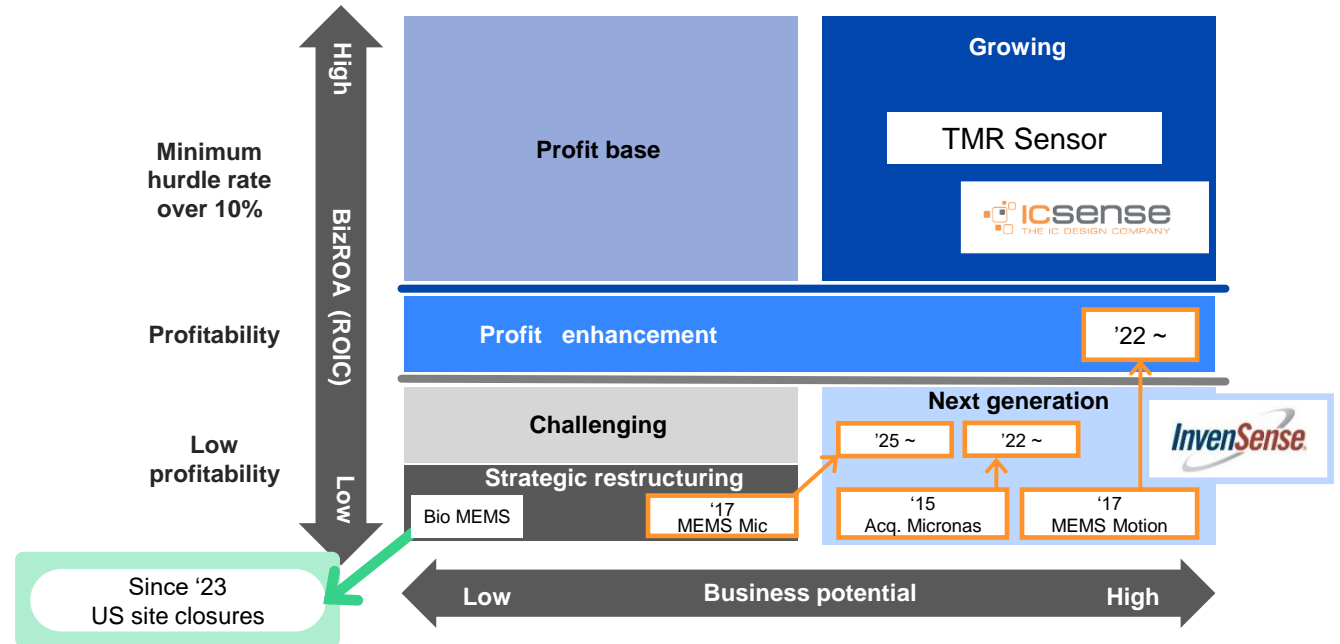 High
BizROA (ROIC)
Low
Minimum
hurdle rate
over 10%
Profitability
Low
profitability
Profit base
Growing
TMR Sensor
icsense
THE IC DESIGN COMPANY
Profit enhancement
’22 ~
Challenging
Next generation
’25 ~
’22 ~
InvenSense
Strategic restructuring
Bio MEMS
‘17
MEMS Mic
‘15
Acq. Micronas
‘17
MEMS Motion
Since ‘23
US site closures
Low
Business potential
High